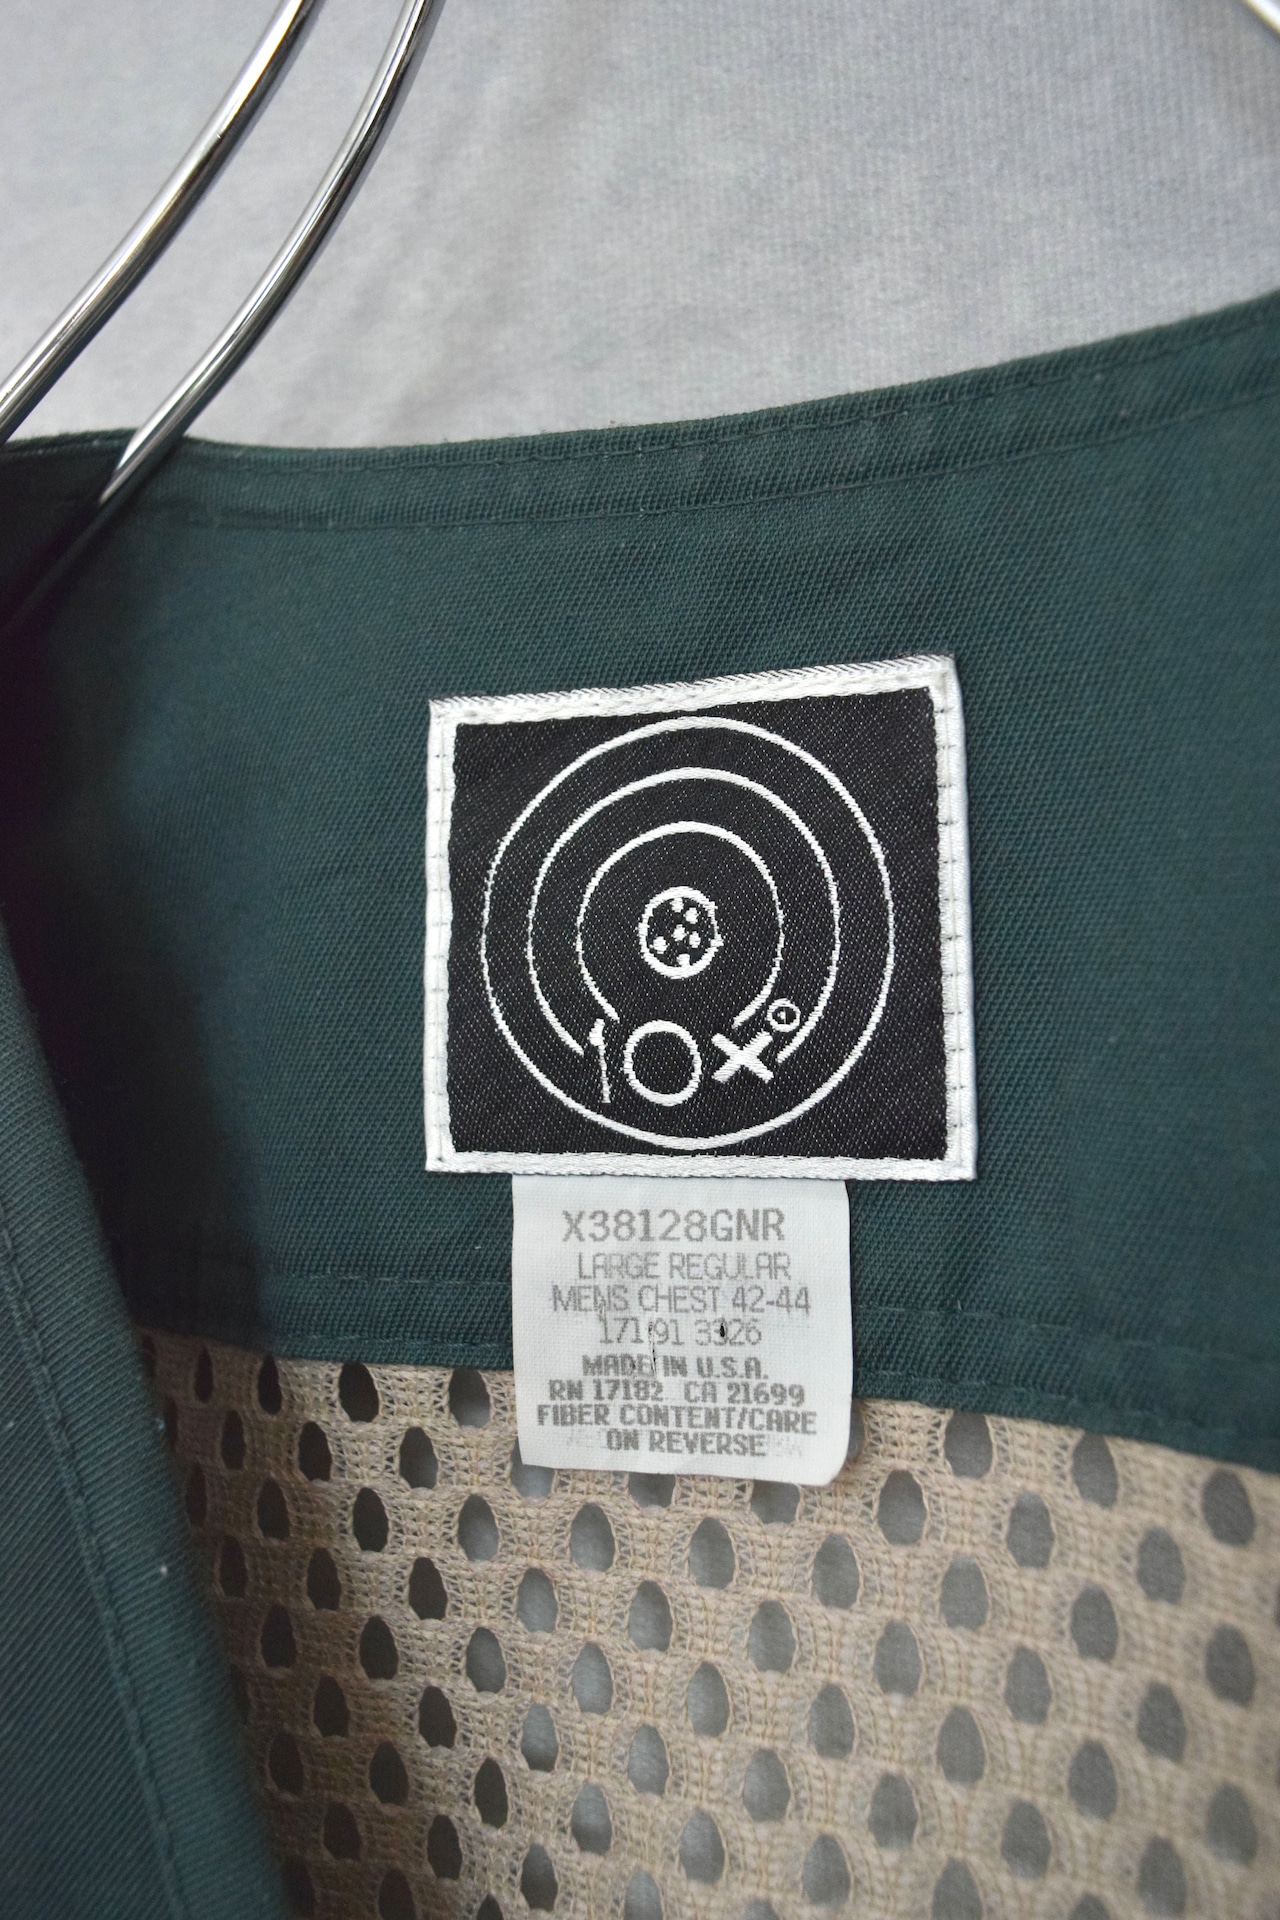 10X®
X38128GNR
LARGE REGULAR
MENS CHEST 42-44
171 91 3326
MADE IN U.S.A.
RN 17182 CA 21699
FIBER CONTENT/CARE
ON REVERSE